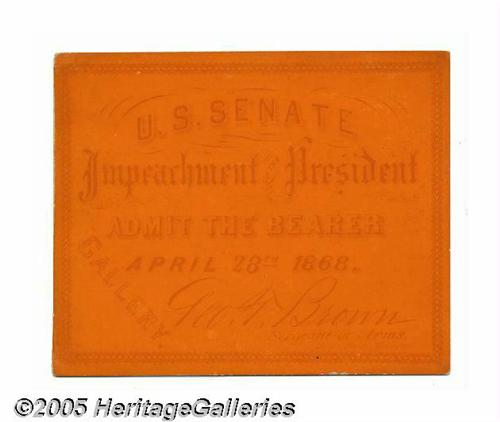 U. S. SENATE
Impeachment of the President
ADMIT THE BEARER
APRIL 28TH 1868.
GALLERY
Geo. T. Brown
Sergeant at Arms.
©2005 HeritageGalleries